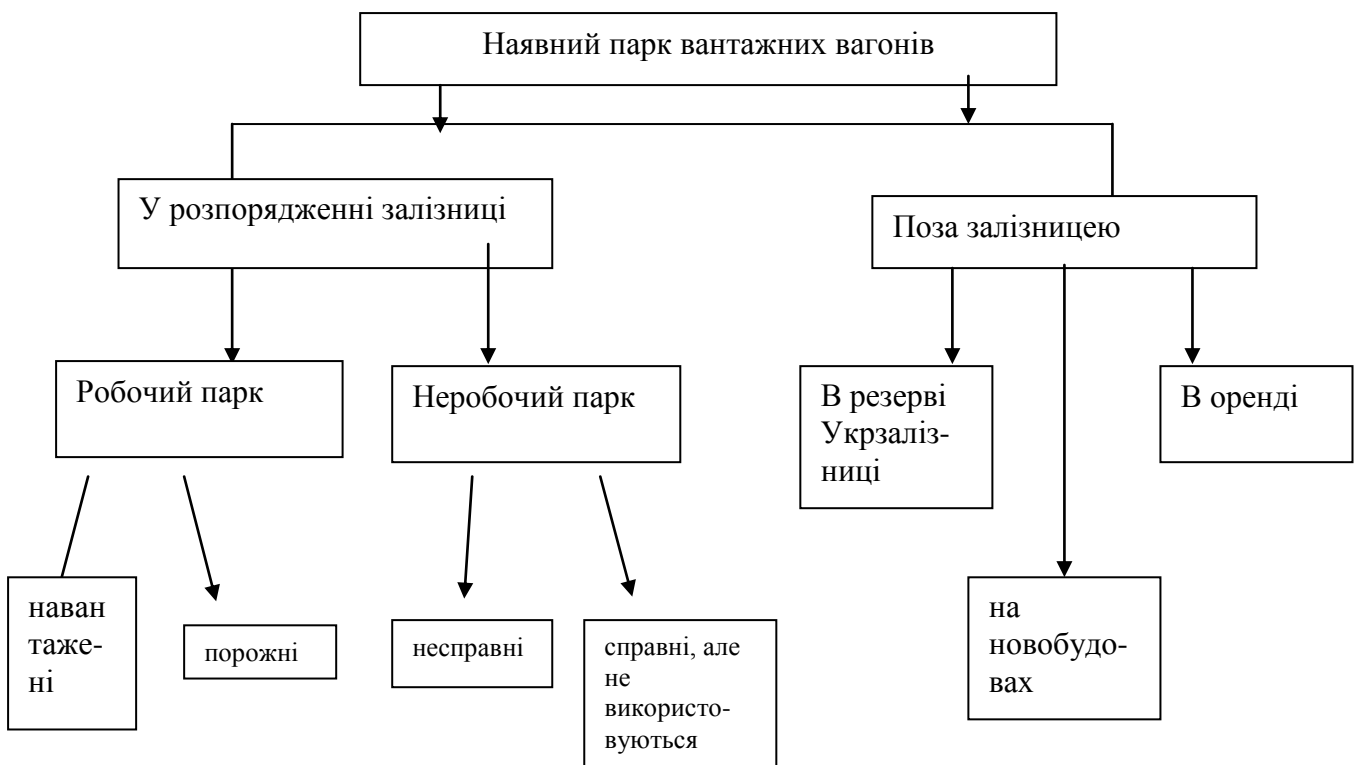 Наявний парк вантажних вагонів
У розпорядженні залізниці
Поза залізницею
Робочий парк
Неробочий парк
В резерві
Укрзаліз-
ниці
В оренді
наван
таже-
ні
порожні
несправні
справні, але
не
використо-
вуються
на
новобудо-
вах